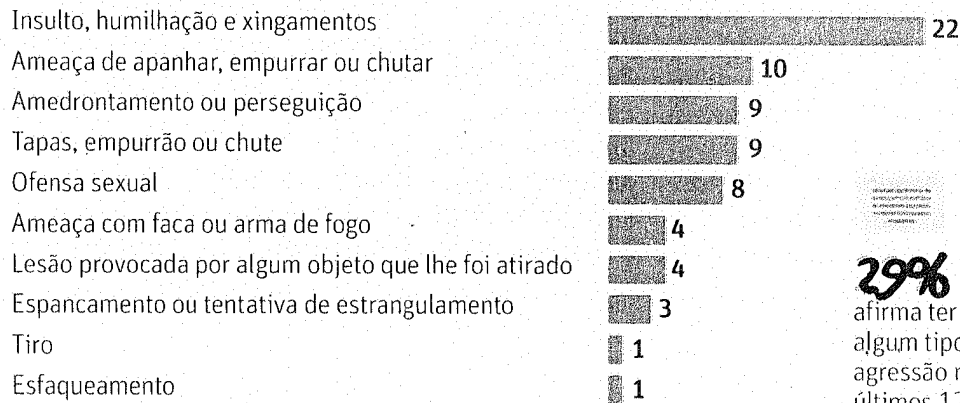 Insulto, humilhação e xingamentos 22
Ameaça de apanhar, empurrar ou chutar 10
Amedrontamento ou perseguição 9
Tapas, empurrão ou chute 9
Ofensa sexual 8
Ameaça com faca ou arma de fogo 4
Lesão provocada por algum objeto que lhe foi atirado 4
Espancamento ou tentativa de estrangulamento 3
Tiro 1
Esfaqueamento 1
29%
afirma ter
algum tipo
agressão
últimos